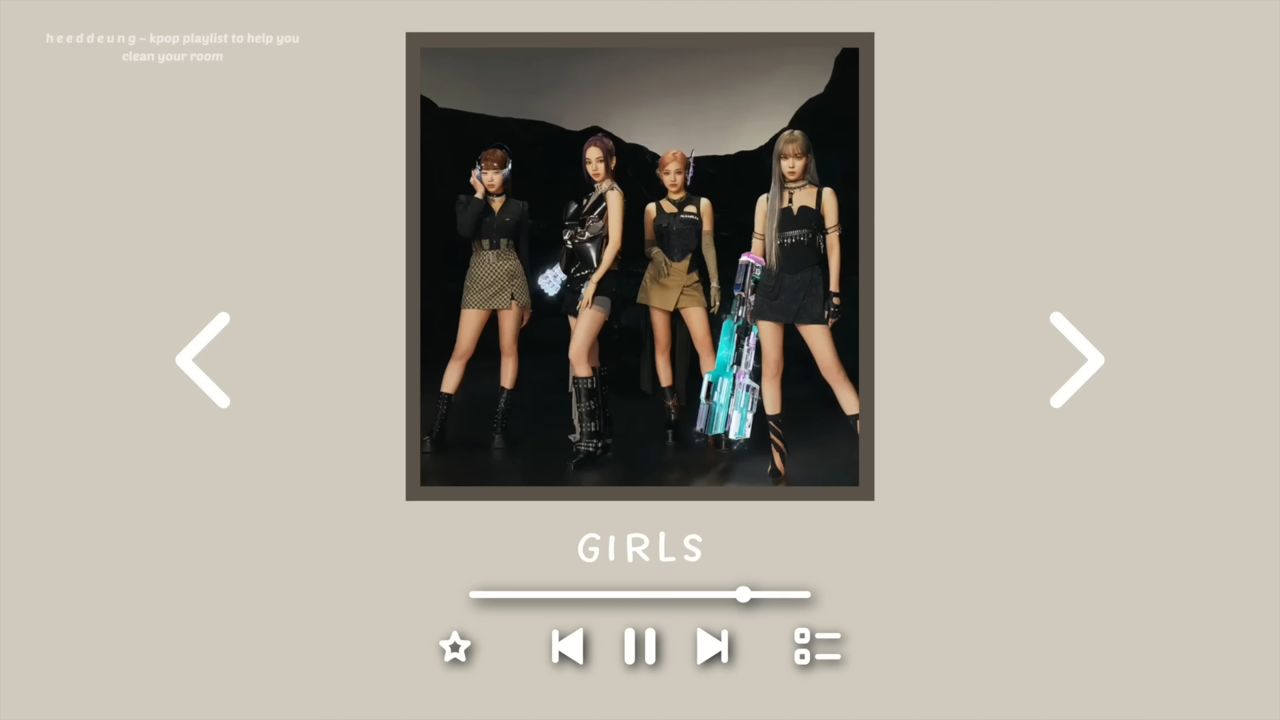 h e e d d e u n g – kpop playlist to help you
clean your room
GIRLS